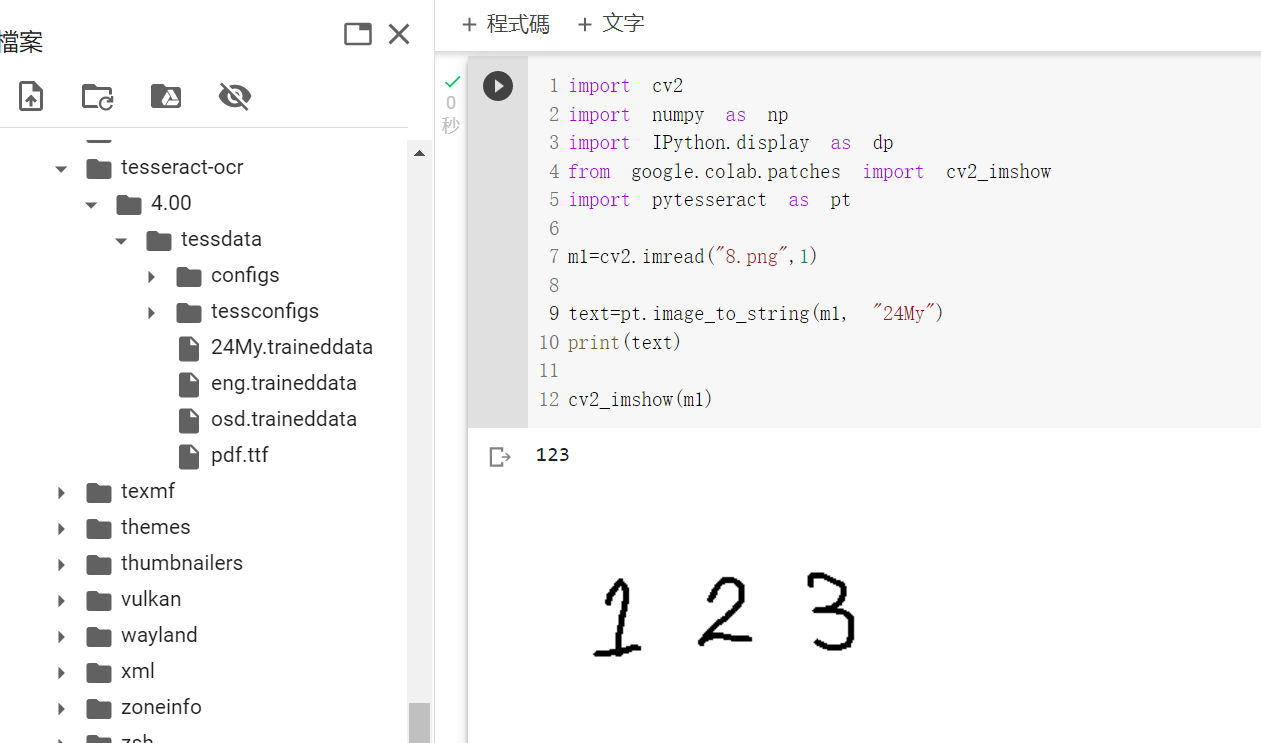 檔案
tesseract-ocr
4.00
tessdata
configs
tessconfigs
24My.traineddata
eng.traineddata
osd.traineddata
pdf.ttf
texmf
themes
thumbnailers
vulkan
wayland
xml
zoneinfo
zsh
+ 程式碼 + 文字
0
秒
1 import cv2
2 import numpy as np
3 import IPython.display as dp
4 from google.colab.patches import cv2_imshow
5 import pytesseract as pt
6
7 m1=cv2.imread("8.png",1)
8
9 text=pt.image_to_string(m1, "24My")
10 print(text)
11
12 cv2_imshow(m1)
123
1 2 3